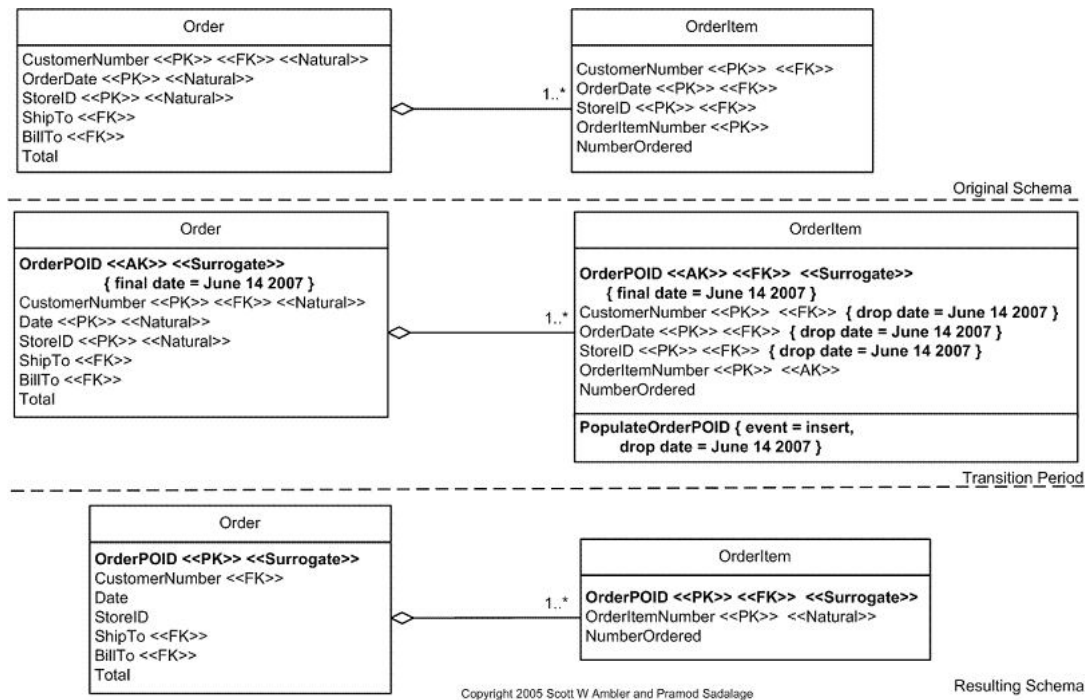 Order
CustomerNumber <<PK>> <<FK>> <<Natural>>
OrderDate <<PK>> <<Natural>>
StoreID <<PK>> <<Natural>>
ShipTo <<FK>>
BillTo <<FK>>
Total
1..*
OrderItem
CustomerNumber <<PK>> <<FK>>
OrderDate <<PK>> <<FK>>
StoreID <<PK>> <<FK>>
OrderItemNumber <<PK>>
NumberOrdered
Original Schema
Order
OrderPOID <<AK>> <<Surrogate>>
{ final date = June 14 2007 }
CustomerNumber <<PK>> <<FK>> <<Natural>>
Date <<PK>> <<Natural>>
StoreID <<PK>> <<Natural>>
ShipTo <<FK>>
BillTo <<FK>>
Total
1..*
OrderItem
OrderPOID <<AK>> <<FK>> <<Surrogate>>
{ final date = June 14 2007 }
CustomerNumber <<PK>> <<FK>> { drop date = June 14 2007 }
OrderDate <<PK>> <<FK>> { drop date = June 14 2007 }
StoreID <<PK>> <<FK>> { drop date = June 14 2007 }
OrderItemNumber <<PK>> <<AK>>
NumberOrdered
PopulateOrderPOID { event = insert,
drop date = June 14 2007 }
Transition Period
Order
OrderPOID <<PK>> <<Surrogate>>
CustomerNumber <<FK>>
Date
StoreID
ShipTo <<FK>>
BillTo <<FK>>
Total
1..*
OrderItem
OrderPOID <<PK>> <<FK>> <<Surrogate>>
OrderItemNumber <<PK>> <<Natural>>
NumberOrdered
Copyright 2005 Scott W Ambler and Pramod Sadalage
Resulting Schema